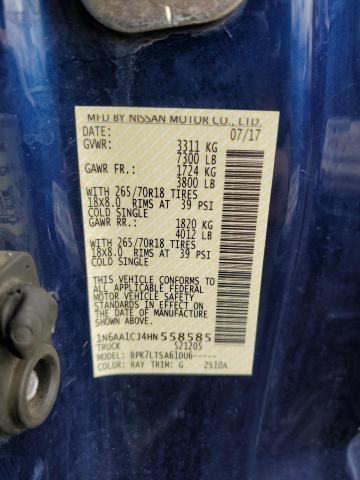 MFD BY NISSAN MOTOR CO., LTD.
DATE: 07/17
GVWR: 3311 KG
7300 LB
GAWR FR.: 1724 KG
3800 LB
WITH 265/70R18 TIRES
18x8.0 RIMS AT 39 PSI
COLD SINGLE
GAWR RR.: 1820 KG
4012 LB
WITH 265/70R18 TIRES
18x8.0 RIMS AT 39 PSI
COLD SINGLE
THIS VEHICLE CONFORMS TO
ALL APPLICABLE FEDERAL
SAFETY STANDARDS IN EFFECT
ON THE DATE OF
MANUFACTURE SHOWN ABOVE.
1N6AA1CJ4HN558585
TRUCK 521205
MODEL: BPK7LTSA61DU6-----
COLOR: RAY TRIM: G ZSIOA